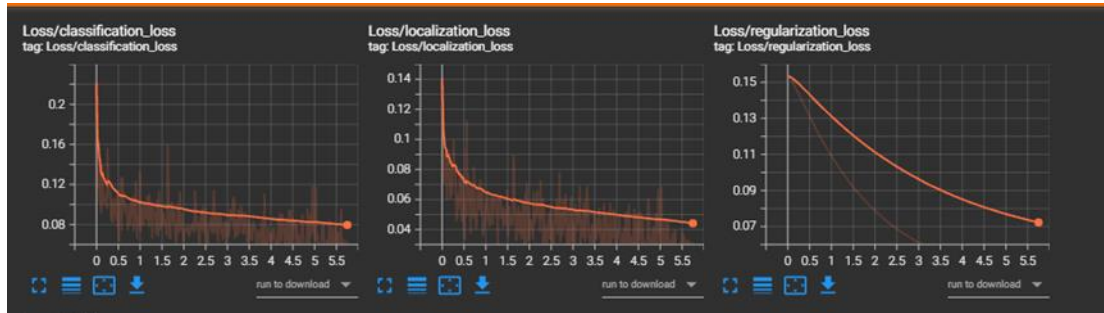 Loss/classification_loss
tag: Loss/classification_loss
0.2
0.16
0.12
0.08
0 0.5 1 1.5 2 2.5 3 3.5 4 4.5 5 5.5
run to download
Loss/localization_loss
tag: Loss/localization_loss
0.14
0.1
0.08
0.06
0.04
0 0.5 1 1.5 2 2.5 3 3.5 4 4.5 5 5.5
run to download
Loss/regularization_loss
tag: Loss/regularization_loss
0.15
0.13
0.11
0.09
0.07
0 0.5 1 1.5 2 2.5 3 3.5 4 4.5 5 5.5
run to download